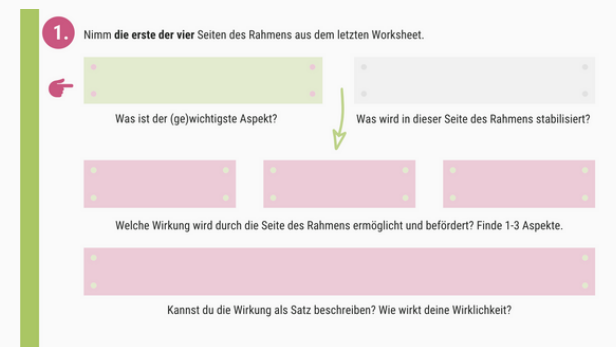 1. Nimm die erste der vier Seiten des Rahmens aus dem letzten Worksheet.
Was ist der (ge)wichtigste Aspekt?
Was wird in dieser Seite des Rahmens stabilisiert?
Welche Wirkung wird durch die Seite des Rahmens ermöglicht und befördert? Finde 1-3 Aspekte.
Kannst du die Wirkung als Satz beschreiben? Wie wirkt deine Wirklichkeit?